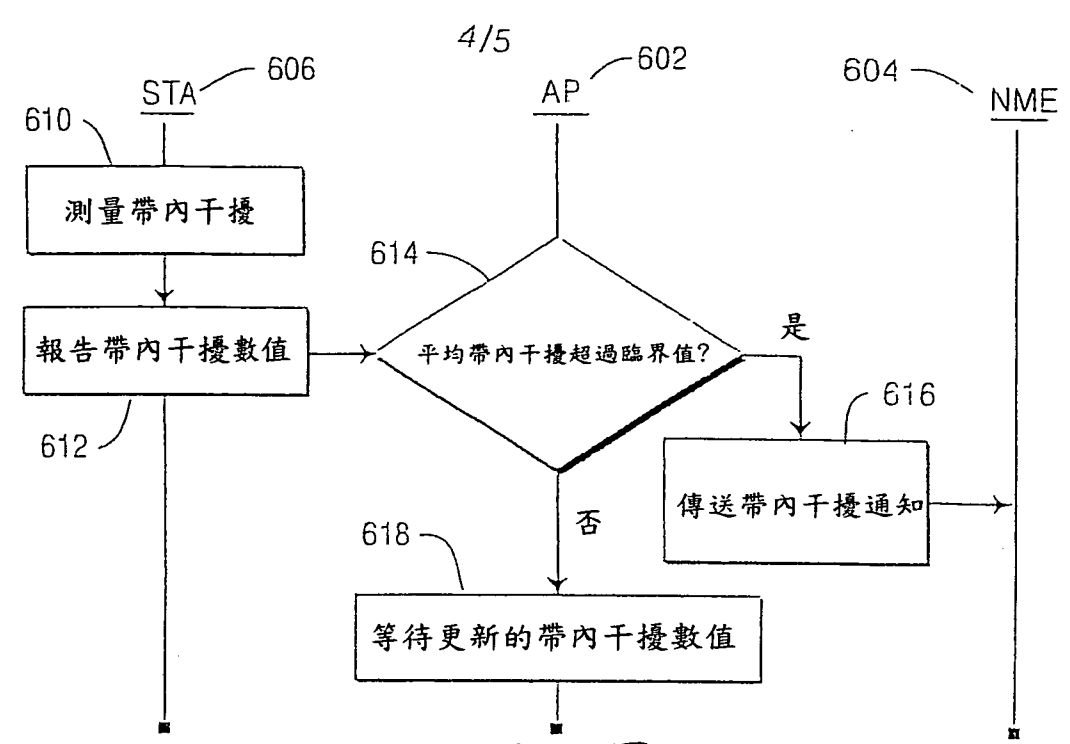 4/5
STA 606
AP 602
604 NME
610
測量帶內干擾
614
報告帶內干擾數值
612
平均帶內干擾超過臨界值?
是
616
傳送帶內干擾通知
否
618
等待更新的帶內干擾數值